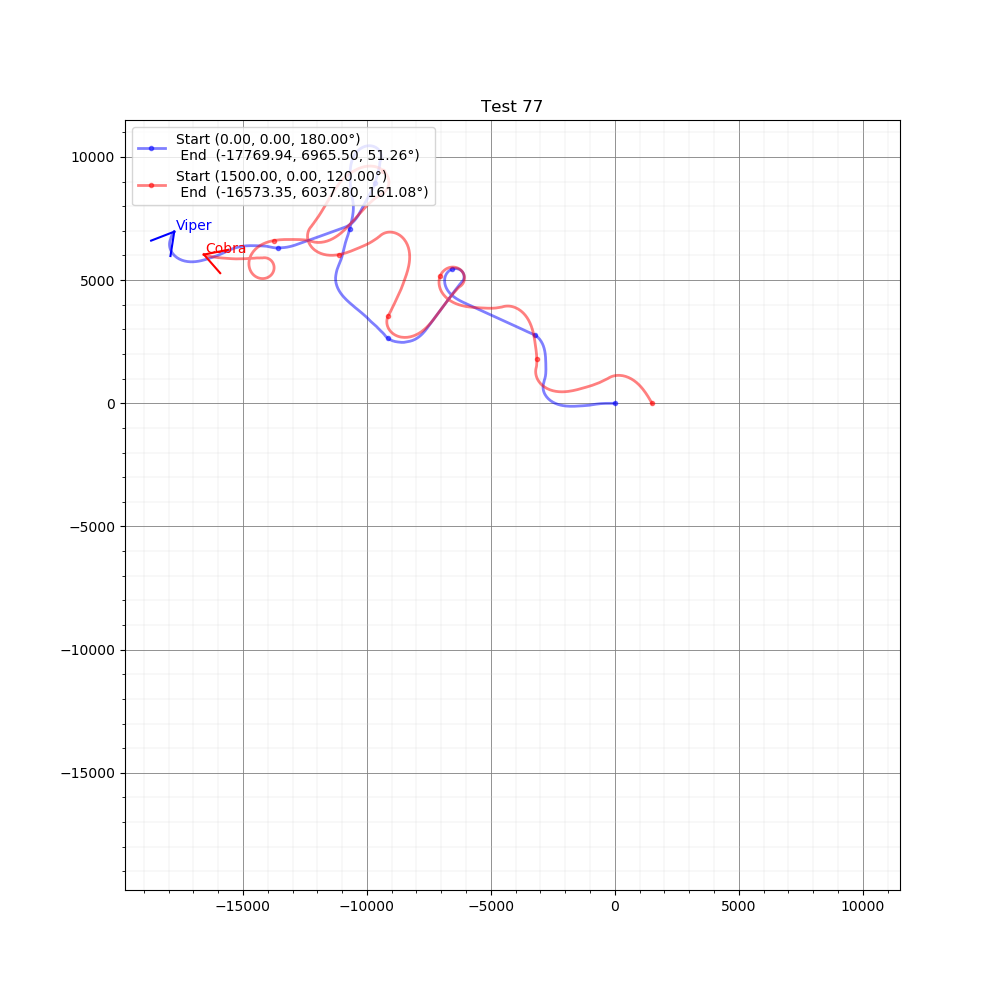 Test 77
Start (0.00, 0.00, 180.00°)
End (-17769.94, 6965.50, 51.26°)
Start (1500.00, 0.00, 120.00°)
End (-16573.35, 6037.80, 161.08°)
Viper
Cobra
10000
5000
0
−5000
−10000
−15000
−15000
−10000
−5000
0
5000
10000